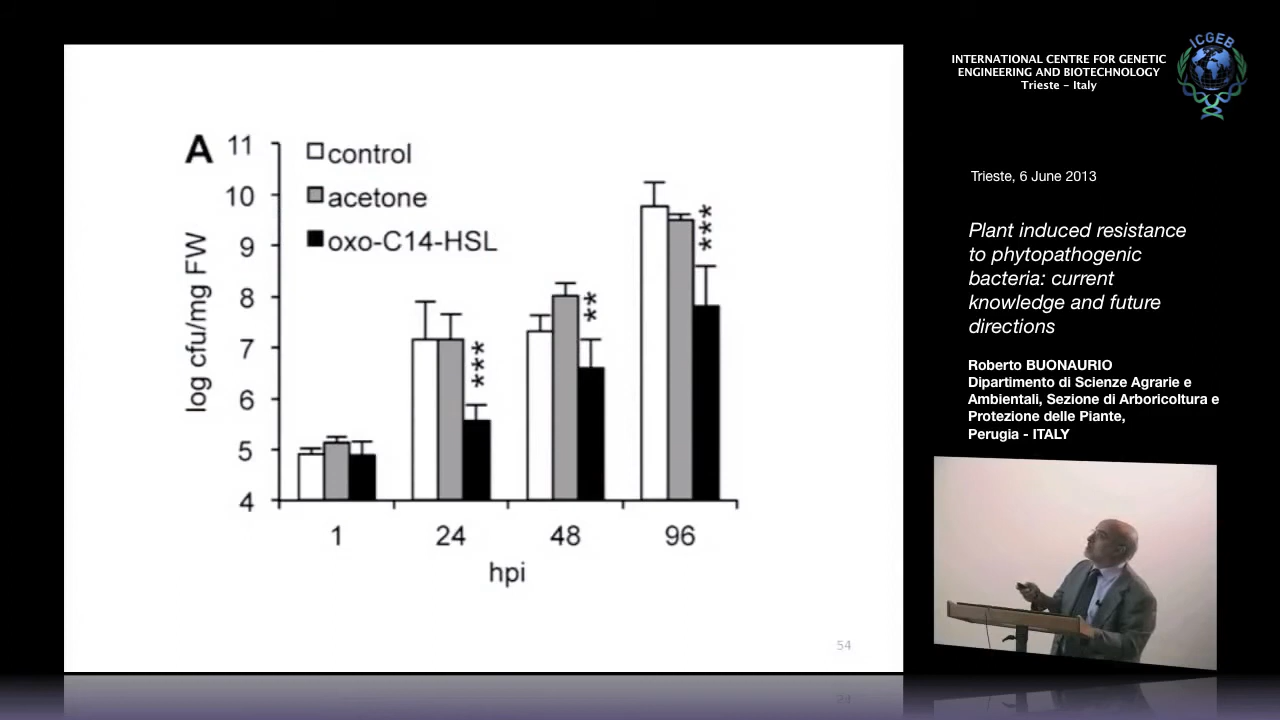 A
11
10
9
8
7
6
5
4
log cfu/mg FW
control
acetone
oxo-C14-HSL
***
**
***
1 24 48 96
hpi
54
ICGEB
INTERNATIONAL CENTRE FOR GENETIC
ENGINEERING AND BIOTECHNOLOGY
Trieste - Italy
Trieste, 6 June 2013
Plant induced resistance
to phytopathogenic
bacteria: current
knowledge and future
directions
Roberto BUONAURIO
Dipartimento di Scienze Agrarie e
Ambientali, Sezione di Arboricoltura e
Protezione delle Piante,
Perugia - ITALY